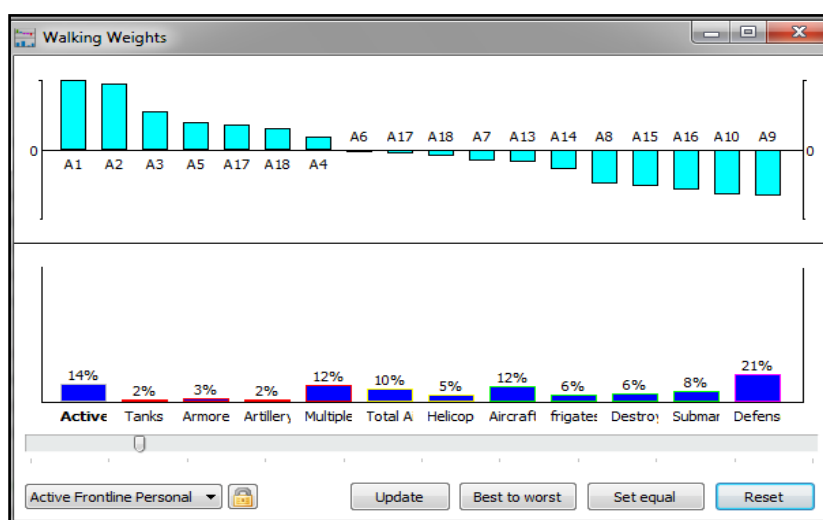 Walking Weights
A6 A17 A18 A7 A13 A14 A8 A15 A16 A10 A9
0 0
A1 A2 A3 A5 A17 A18 A4
21%
14% 12% 12%
2% 3% 2% 10% 5% 6% 6% 8%
Active Tanks Armore Artillery Multiple Total A Helicop Aircraft frigates Destroy Submar Defens
Active Frontline Personal Update Best to worst Set equal Reset